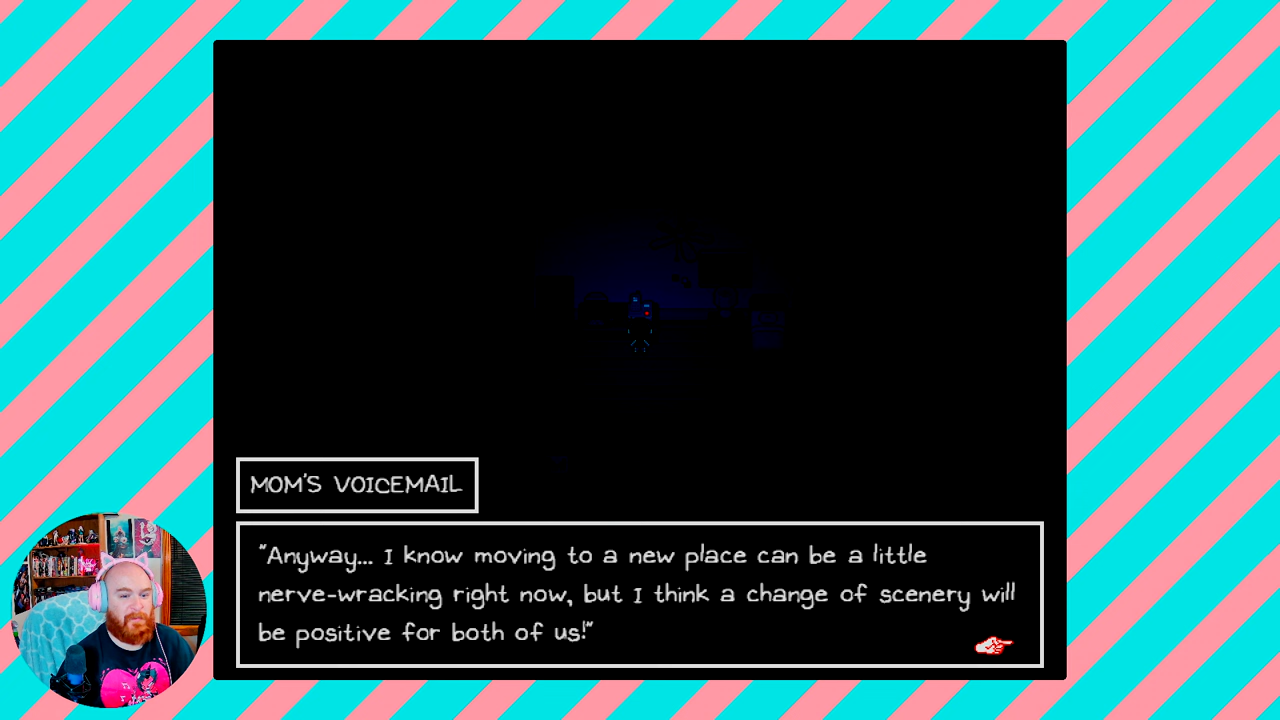 MOM'S VOICEMAIL
"Anyway... I know moving to a new place can be a little
nerve-wracking right now, but I think a change of scenery will
be positive for both of us!"